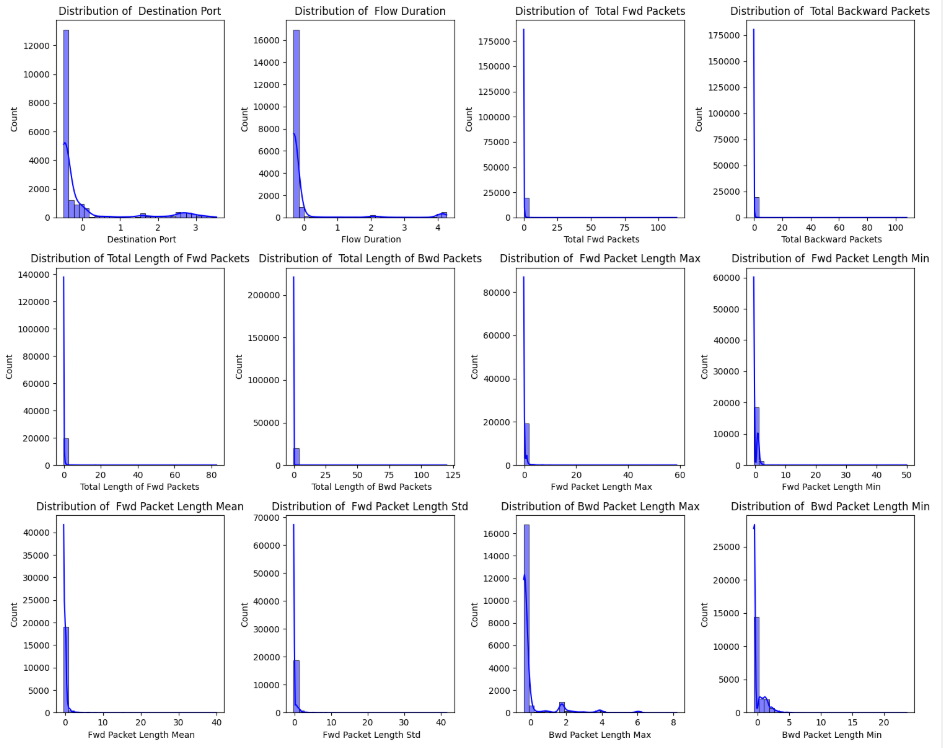 Distribution of  Destination Port
Distribution of  Flow Duration
Distribution of  Total Fwd Packets
Distribution of  Total Backward Packets
Count
12000
10000
8000
6000
4000
2000
0
0 1 2 3
Destination Port
Count
16000
14000
12000
10000
8000
6000
4000
2000
0
0 1 2 3 4
Flow Duration
Count
175000
150000
125000
100000
75000
50000
25000
0
0 25 50 75 100
Total Fwd Packets
Count
175000
150000
125000
100000
75000
50000
25000
0
0 20 40 60 80 100
Total Backward Packets
Distribution of Total Length of Fwd Packets
Distribution of  Total Length of Bwd Packets
Distribution of  Fwd Packet Length Max
Distribution of  Fwd Packet Length Min
Count
140000
120000
100000
80000
60000
40000
20000
0
0 20 40 60 80
Total Length of Fwd Packets
Count
200000
150000
100000
50000
0
0 25 50 75 100 125
Total Length of Bwd Packets
Count
80000
60000
40000
20000
0
0 20 40 60
Fwd Packet Length Max
Count
60000
50000
40000
30000
20000
10000
0
0 10 20 30 40 50
Fwd Packet Length Min
Distribution of  Fwd Packet Length Mean
Distribution of  Fwd Packet Length Std
Distribution of Bwd Packet Length Max
Distribution of  Bwd Packet Length Min
Count
40000
35000
30000
25000
20000
15000
10000
5000
0
0 10 20 30 40
Fwd Packet Length Mean
Count
70000
60000
50000
40000
30000
20000
10000
0
0 10 20 30 40
Fwd Packet Length Std
Count
16000
14000
12000
10000
8000
6000
4000
2000
0
0 2 4 6 8
Bwd Packet Length Max
Count
25000
20000
15000
10000
5000
0
0 5 10 15 20
Bwd Packet Length Min